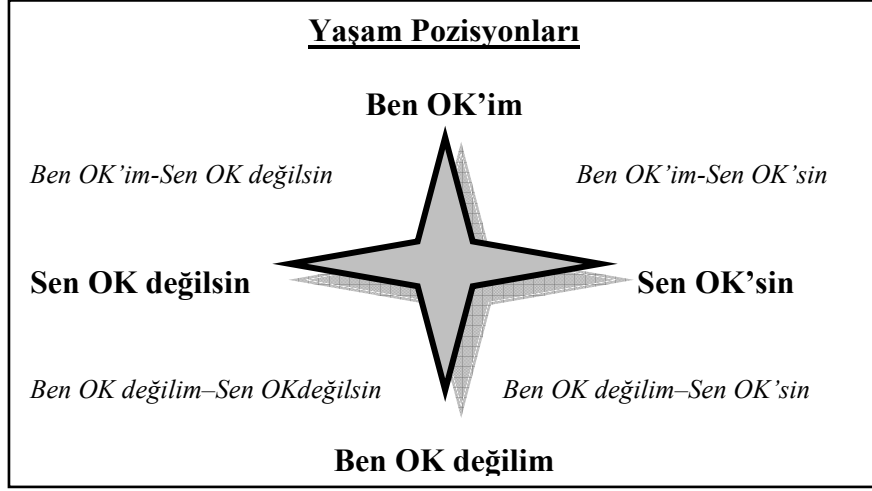 Yaşam Pozisyonları
Ben OK’im
Ben OK’im-Sen OK değilsin
Ben OK’im-Sen OK’sin
Sen OK değilsin
Sen OK’sin
Ben OK değilim–Sen OKdeğilsin
Ben OK değilim–Sen OK’sin
Ben OK değilim